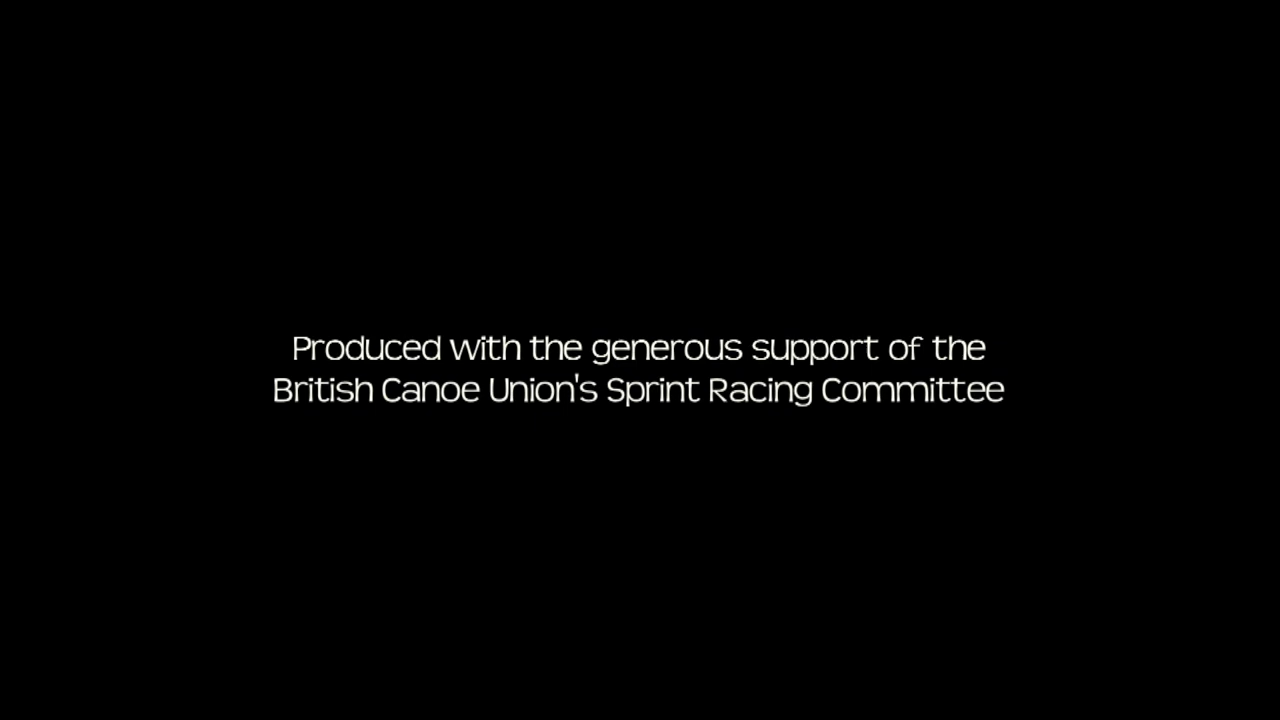 Produced with the generous support of the
British Canoe Union's Sprint Racing Committee